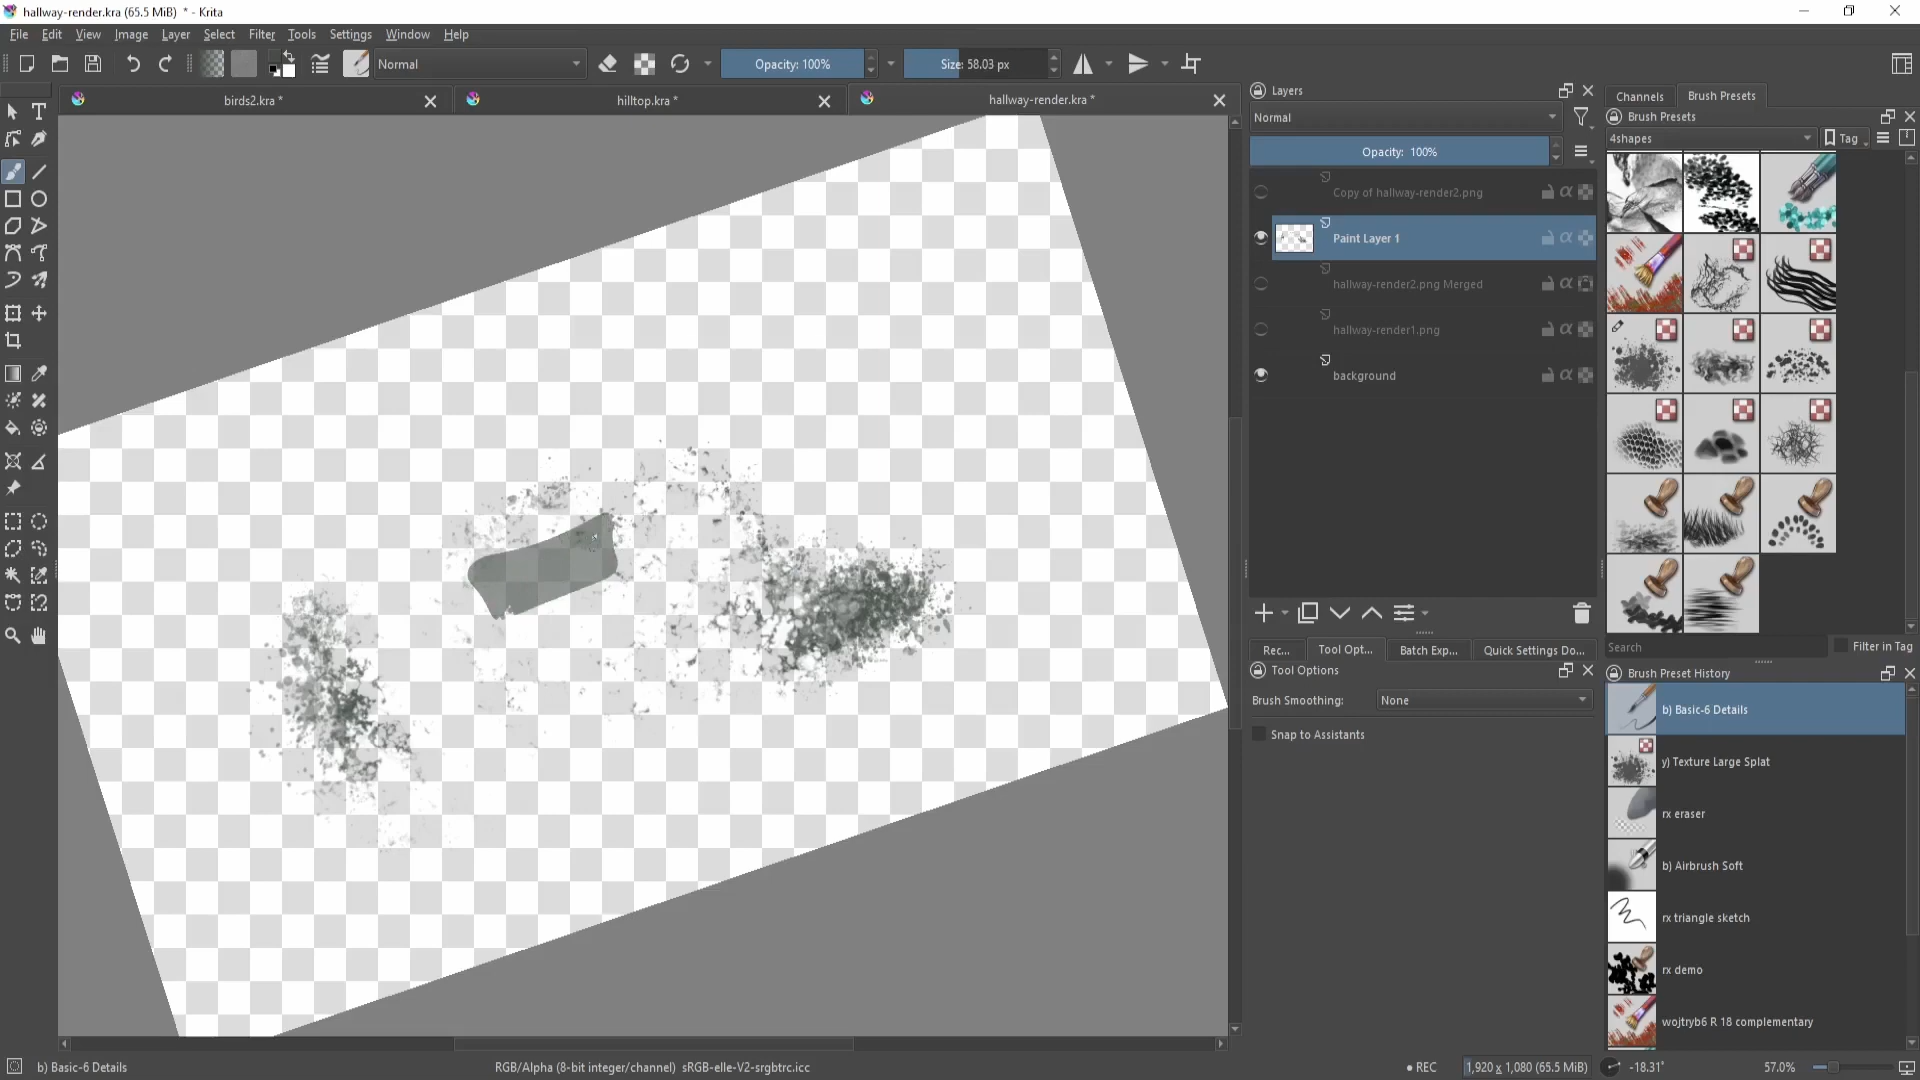 hallway-render.kra (65.5 MiB) * - Krita
File Edit View Image Layer Select Filter Tools Settings Window Help
Normal
Opacity: 100%
Size: 58.03 px
birds2.kra *
hilltop.kra *
hallway-render.kra *
Layers
Normal
Opacity: 100%
Copy of hallway-render2.png
Paint Layer 1
hallway-render2.png Merged
hallway-render1.png
background
Rec...
Tool Opt...
Batch Exp...
Quick Settings Do...
Tool Options
Brush Smoothing:
None
Snap to Assistants
Channels
Brush Presets
Brush Presets
4shapes
Tag
Search
Filter in Tag
Brush Preset History
b) Basic-6 Details
y) Texture Large Splat
rx eraser
b) Airbrush Soft
rx triangle sketch
rx demo
wojtryb6 R 18 complementary
b) Basic-6 Details
RGB/Alpha (8-bit integer/channel) sRGB-elle-V2-srgbtrc.icc
REC
1,920 x 1,080 (65.5 MiB)
-18.31°
57.0%